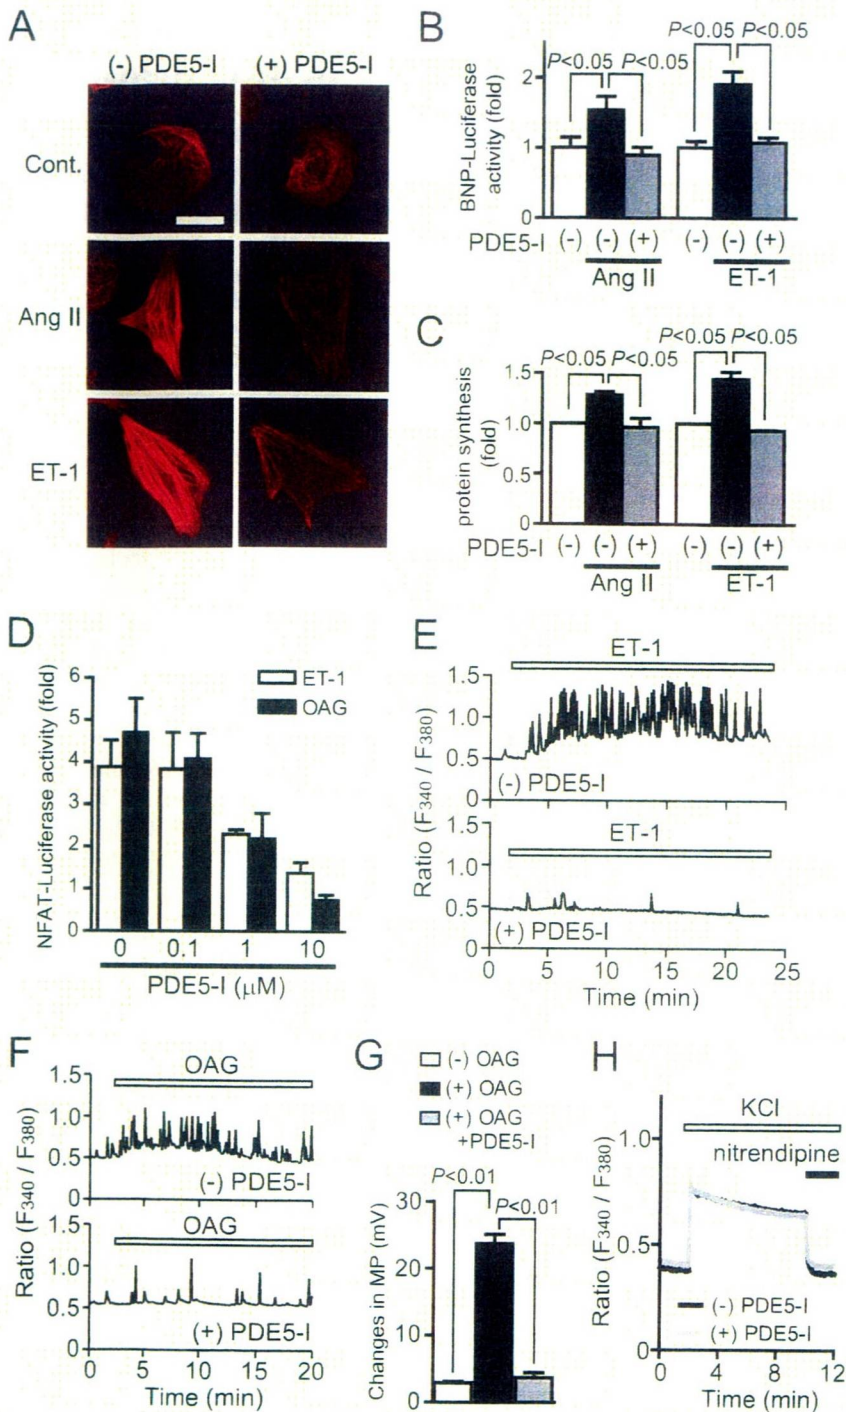 A
(-) PDE5-I (+) PDE5-I
Cont.
Ang II
ET-1
B
P<0.05 P<0.05
P<0.05 P<0.05
BNP-Luciferase
activity (fold)
2
1
0
PDE5-I (-) (-) (+) (-) (-) (+)
Ang II ET-1
C
P<0.05 P<0.05
P<0.05 P<0.05
protein synthesis
(fold)
1.5
1.0
0.5
0
PDE5-I (-) (-) (+) (-) (-) (+)
Ang II ET-1
D
NFAT-Luciferase activity (fold)
6
5
4
3
2
1
0
ET-1
OAG
0 0.1 1 10
PDE5-I (μM)
E
ET-1
Ratio (F340 / F380)
1.5
1.0
0.5
0
(-) PDE5-I
ET-1
1.5
1.0
0.5
0
(+) PDE5-I
0 5 10 15 20 25
Time (min)
F
OAG
Ratio (F340 / F380)
1.5
1.0
0.5
0
(-) PDE5-I
OAG
1.5
1.0
0.5
0
(+) PDE5-I
0 5 10 15 20
Time (min)
G
(-) OAG
(+) OAG
(+) OAG
+PDE5-I
P<0.01
P<0.01
Changes in MP (mV)
30
20
10
0
H
KCl
nitrendipine
Ratio (F340 / F380)
1.0
0.5
0
(-) PDE5-I
(+) PDE5-I
0 4 8 12
Time (min)